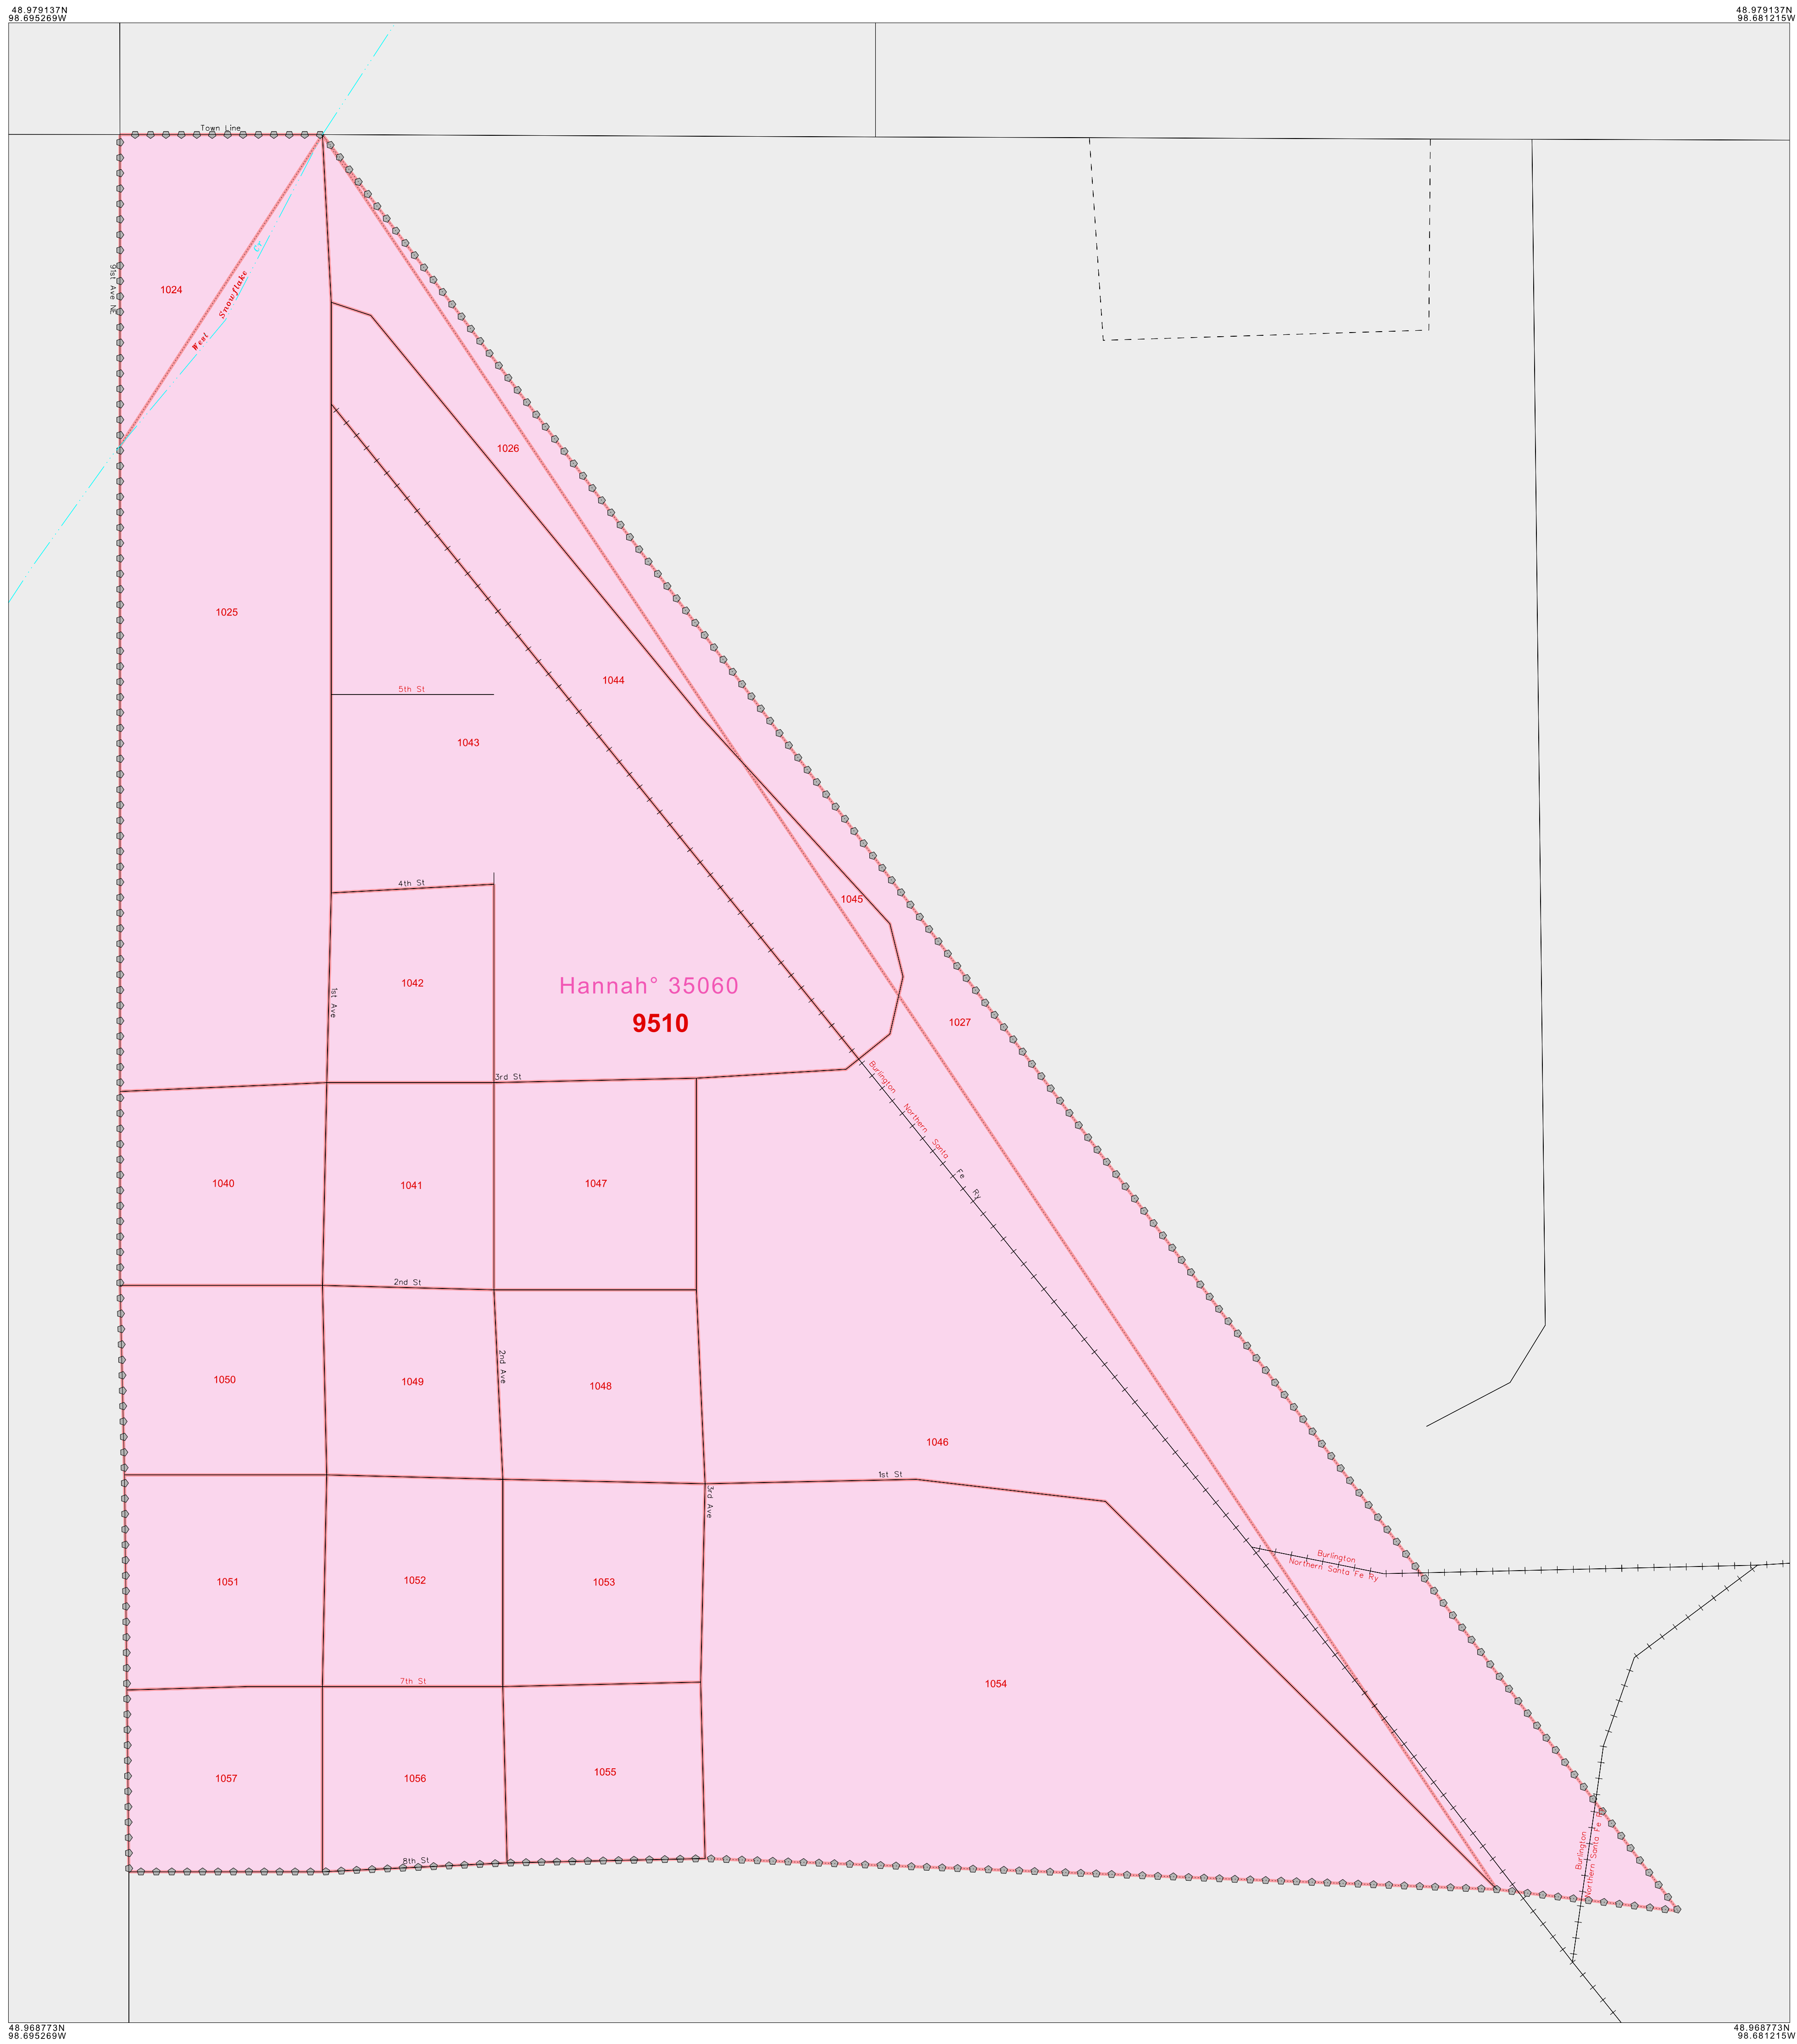 48.979137N
98.695269W
48.979137N
98.681215W
Town Line
91st Ave NE
1024
West Snowflake Cr
1026
1025
1044
5th St
1043
4th St
1045
1042
1st Ave
Hannah° 35060
9510
1027
3rd St
Burlington Northern Santa Fe Ry
1040
1041
1047
2nd St
2nd Ave
1050
1049
1048
1046
1st St
3rd Ave
Burlington
Northern Santa Fe Ry
1051
1052
1053
7th St
1054
1057
1056
1055
Burlington
Northern Santa Fe Ry
8th St
48.968773N
98.695269W
48.968773N
98.681215W